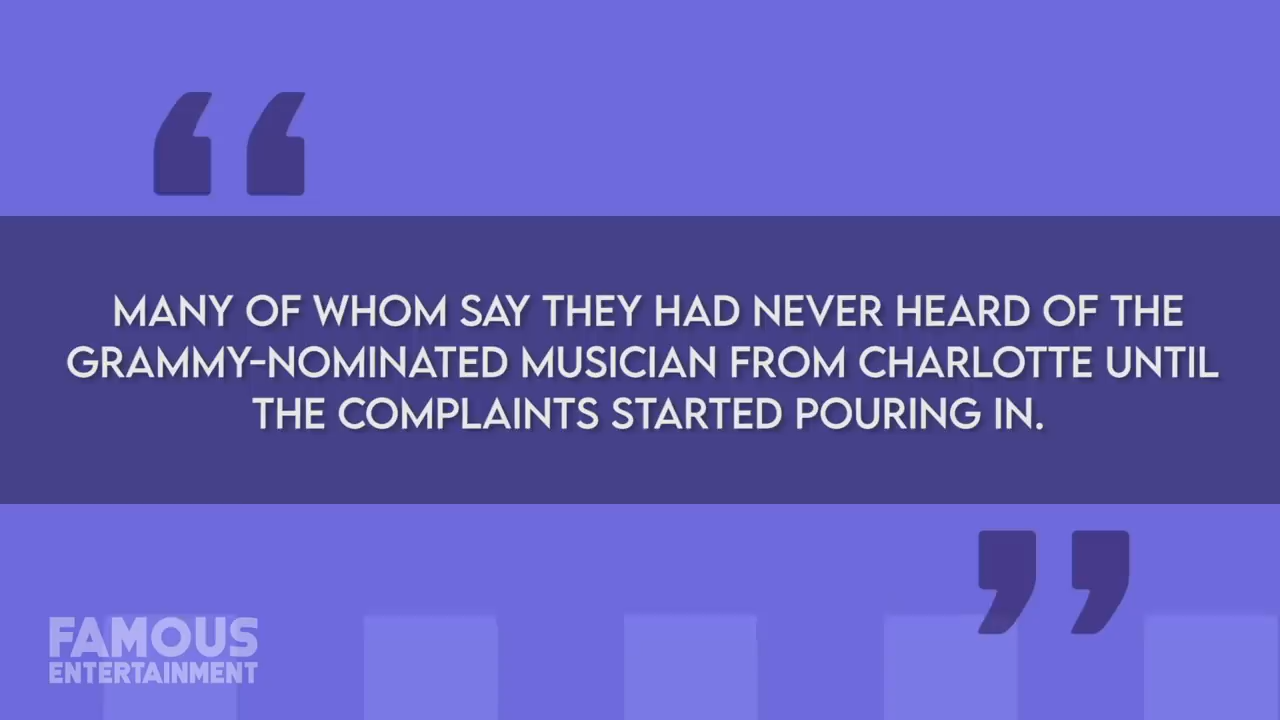 MANY OF WHOM SAY THEY HAD NEVER HEARD OF THE
GRAMMY-NOMINATED MUSICIAN FROM CHARLOTTE UNTIL
THE COMPLAINTS STARTED POURING IN.
FAMOUS
ENTERTAINMENT